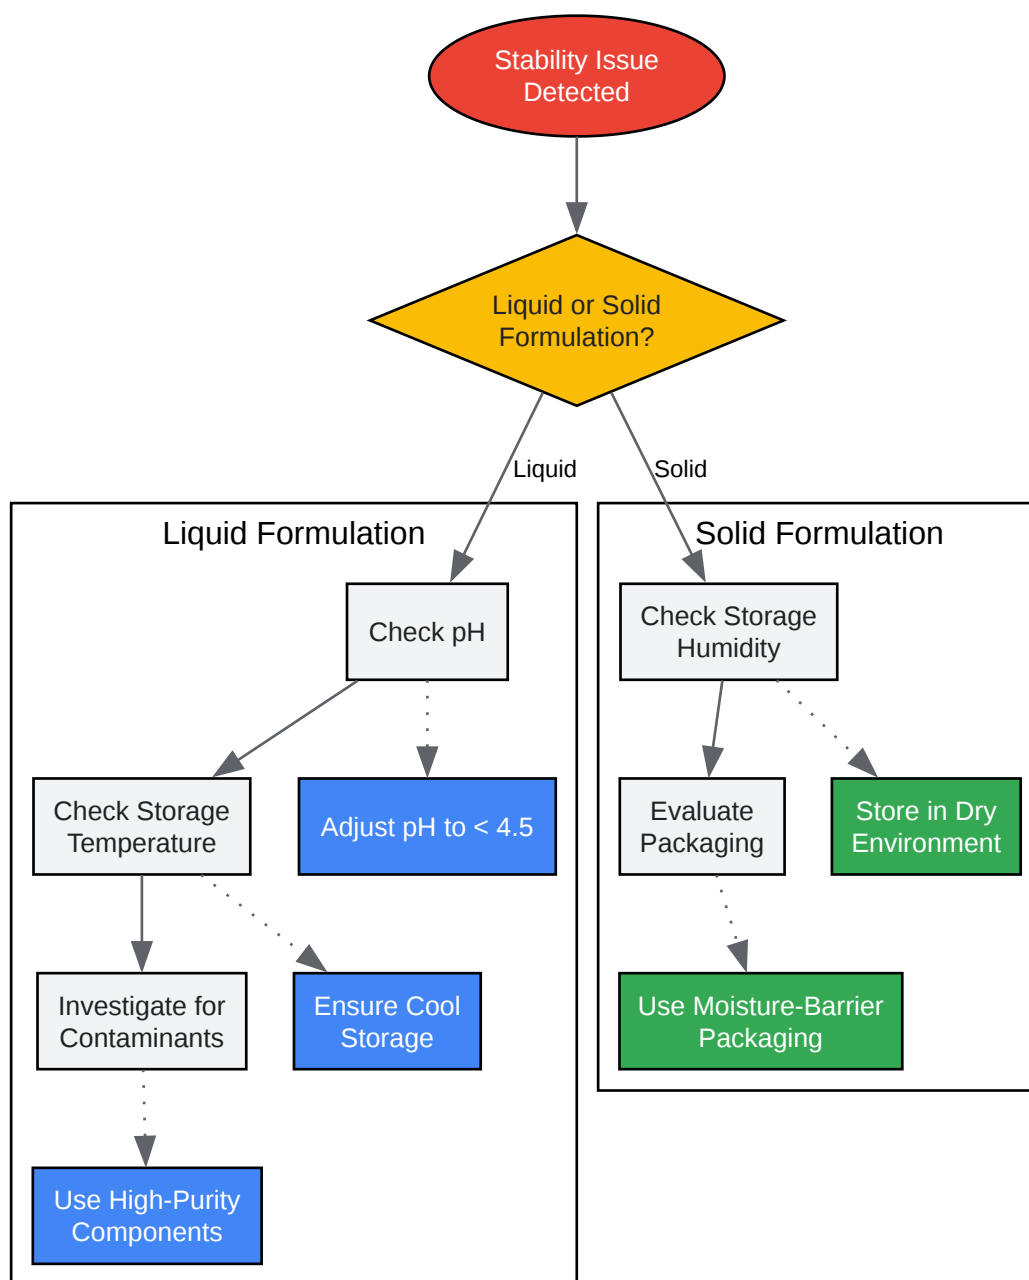 Stability Issue
Detected
Liquid or Solid
Formulation?
Liquid
Solid
Liquid Formulation
Solid Formulation
Check pH
Check Storage
Humidity
Check Storage
Temperature
Adjust pH to < 4.5
Evaluate
Packaging
Store in Dry
Environment
Investigate for
Contaminants
Ensure Cool
Storage
Use Moisture-Barrier
Packaging
Use High-Purity
Components